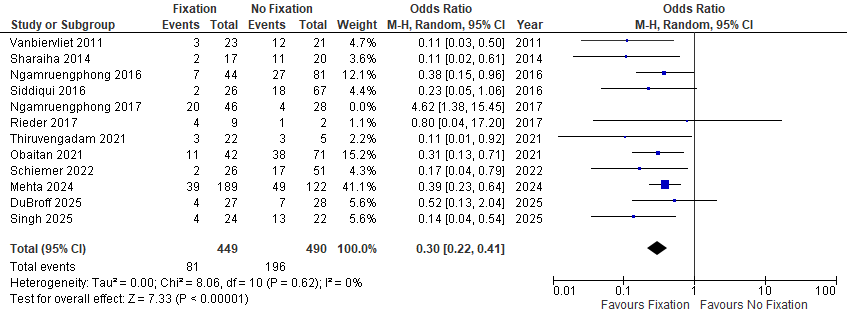 Fixation No Fixation Odds Ratio Odds Ratio
Study or Subgroup Events Total Events Total Weight M-H, Random, 95% CI Year M-H, Random, 95% CI
Vanbiervliet 2011 3 23 12 21 4.7% 0.11 [0.03, 0.50] 2011
Sharaiha 2014 2 17 11 20 3.4% 0.11 [0.02, 0.61] 2014
Ngamruengphong 2016 7 44 27 81 10.9% 0.38 [0.15, 0.96] 2016
Siddiqui 2016 2 26 18 67 4.1% 0.23 [0.05, 1.06] 2016
Ngamruengphong 2017 20 46 4 28 0.0% 4.62 [1.38, 15.45] 2017
Rieder 2017 4 9 1 2 1.0% 0.80 [0.04, 17.20] 2017
Thiruvengadam 2021 3 22 3 5 2.1% 0.11 [0.01, 0.92] 2021
Obaitan 2021 11 42 38 71 15.2% 0.31 [0.13, 0.71] 2021
Schiemer 2022 2 26 17 51 4.0% 0.17 [0.04, 0.79] 2022
Mehta 2024 39 189 49 122 41.1% 0.39 [0.23, 0.64] 2024
DuBroff 2025 4 27 7 28 5.2% 0.52 [0.13, 2.04] 2025
Singh 2025 4 24 13 22 5.2% 0.14 [0.04, 0.54] 2025
Total (95% CI) 449 490 100.0% 0.30 [0.22, 0.41]
Total events 81 196
Heterogeneity: Tau² = 0.00; Chi² = 8.06, df = 10 (P = 0.62); I² = 0%
Test for overall effect: Z = 7.33 (P < 0.00001)
0.01 0.1 1 10 100
Favours Fixation Favours No Fixation